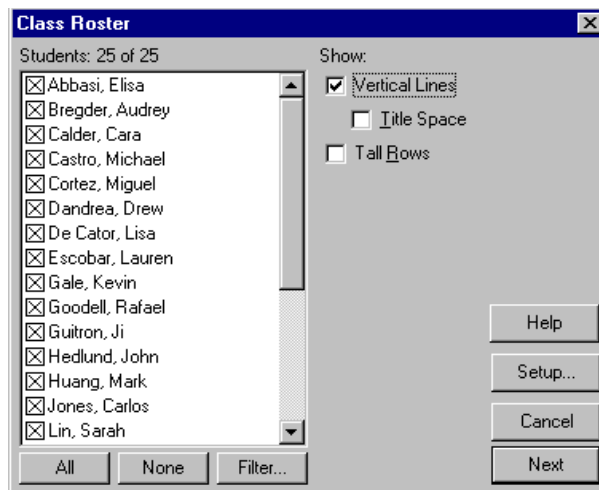 Class Roster
Students: 25 of 25
Abbasi, Elisa
Bregder, Audrey
Calder, Cara
Castro, Michael
Cortez, Miguel
Dandrea, Drew
De Cator, Lisa
Escobar, Lauren
Gale, Kevin
Goodell, Rafael
Guitron, Ji
Hedlund, John
Huang, Mark
Jones, Carlos
Lin, Sarah
All None Filter...
Show:
Vertical Lines
Title Space
Tall Rows
Help
Setup...
Cancel
Next